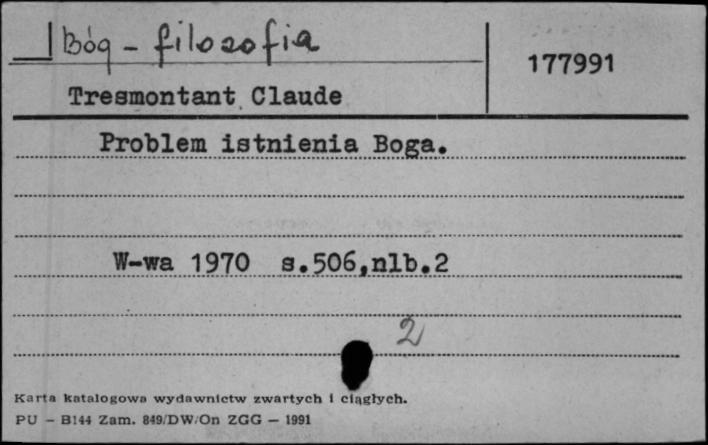 Bóg - filozofia
177991
Tresmontant Claude
Problem istnienia Boga.
W-wa 1970 s.506,nlb.2
2
Karta katalogowa wydawnictw zwartych i ciągłych.
PU - B144 Zam. 849/DW/On ZGG - 1991